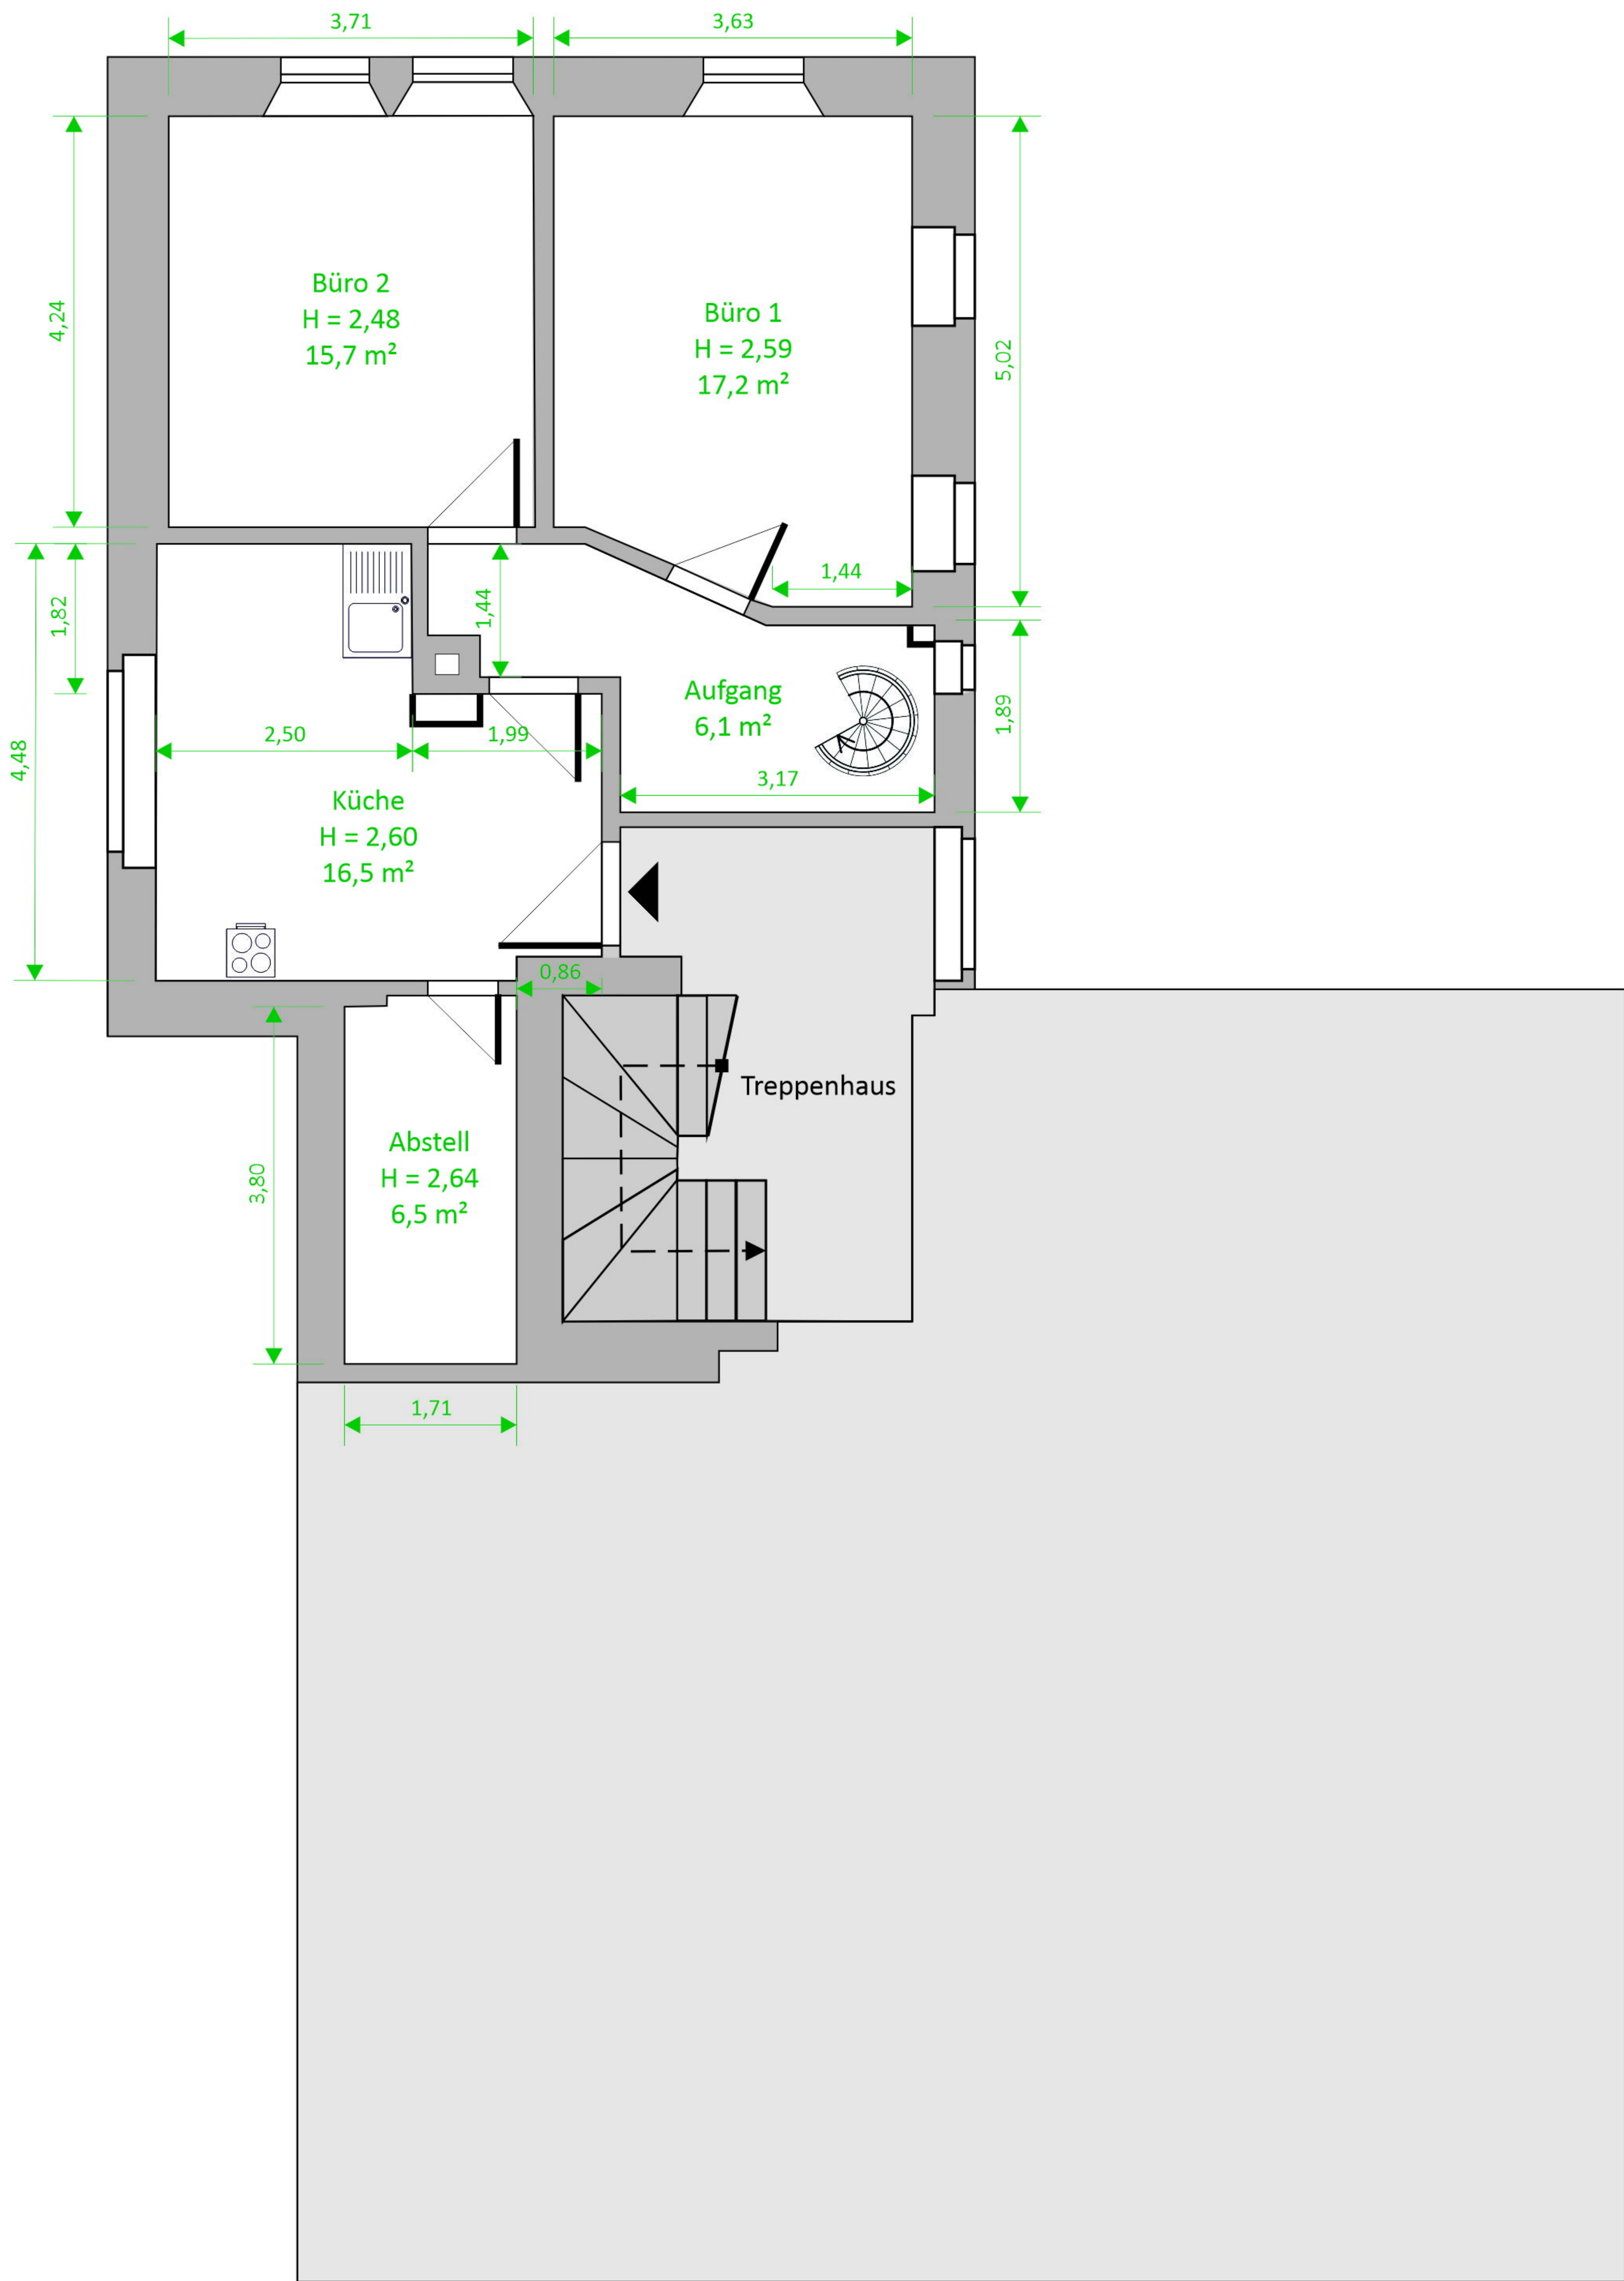 3,71
3,63
Büro 2
H = 2,48
15,7 m²
Büro 1
H = 2,59
17,2 m²
4,24
5,02
1,44
1,82
1,44
4,48
2,50
1,99
Aufgang
6,1 m²
1,89
3,17
Küche
H = 2,60
16,5 m²
0,86
Treppenhaus
Abstell
H = 2,64
6,5 m²
3,80
1,71